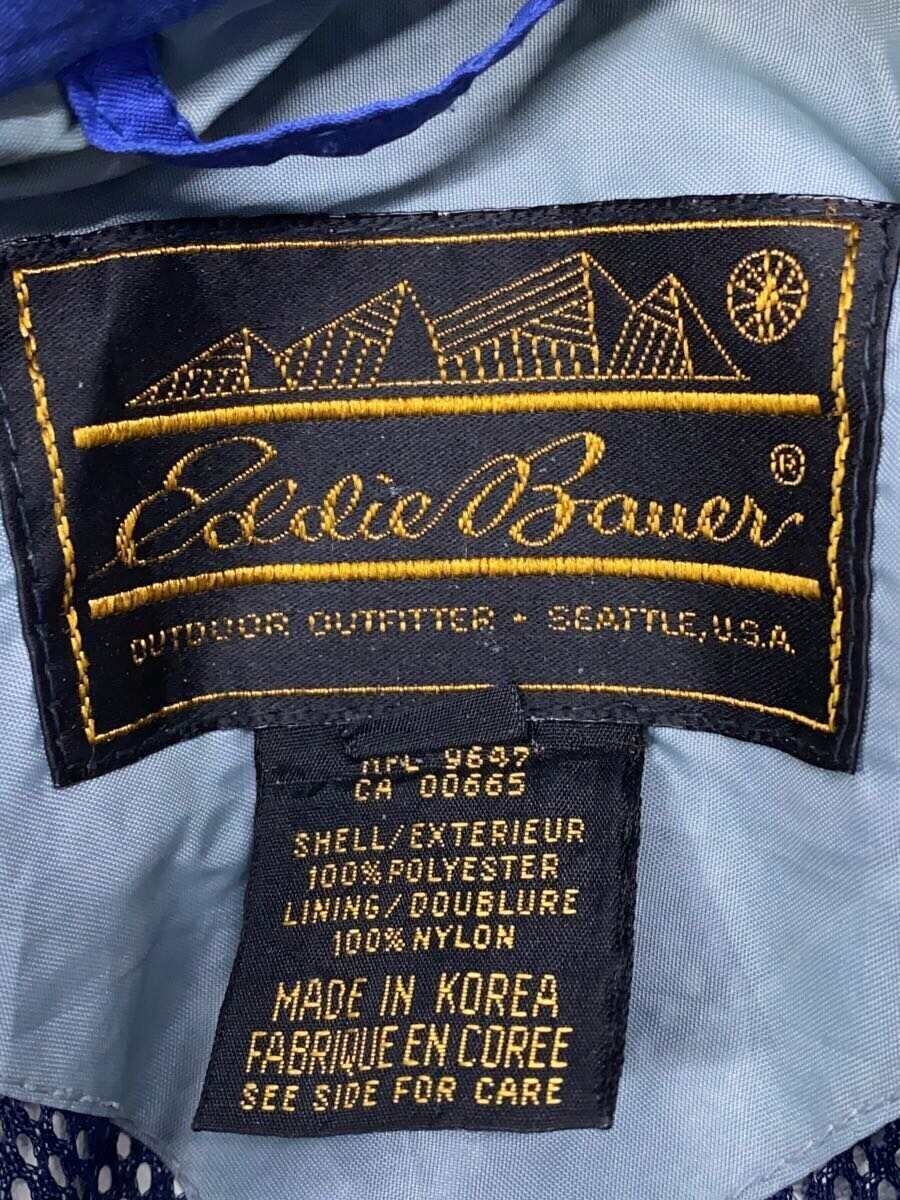 Eddie Bauer®
OUTDOOR OUTFITTER • SEATTLE, U.S.A.
9647
CA 00665
SHELL/EXTERIEUR
100% POLYESTER
LINING/DOUBLURE
100% NYLON
MADE IN KOREA
FABRIQUE EN COREE
SEE SIDE FOR CARE